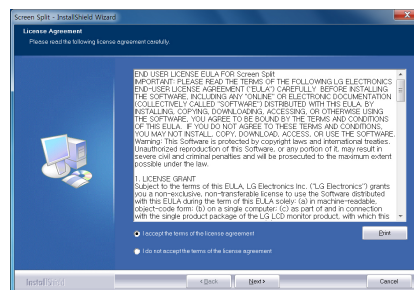 Screen Split - InstallShield Wizard
License Agreement
Please read the following license agreement carefully.
END USER LICENSE EULA FOR Screen Split
IMPORTANT: PLEASE READ THE TERMS OF THE FOLLOWING LG ELECTRONICS
END-USER LICENSE AGREEMENT ("EULA") CAREFULLY BEFORE INSTALLING
THE SOFTWARE, INCLUDING ANY "ONLINE" OR ELECTRONIC DOCUMENTATION
(COLLECTIVELY CALLED "SOFTWARE") DISTRIBUTED WITH THIS EULA. BY
INSTALLING, COPYING, DOWNLOADING, ACCESSING, OR OTHERWISE USING
THE SOFTWARE, YOU AGREE TO BE BOUND BY THE TERMS AND CONDITIONS
OF THIS EULA. IF YOU DO NOT AGREE TO THESE TERMS AND CONDITIONS,
YOU MAY NOT INSTALL, COPY, DOWNLOAD, ACCESS, OR USE THE SOFTWARE.
Warning: This Software is protected by copyright laws and international treaties.
Unauthorized reproduction of this Software, or any portion of it, may result in
severe civil and criminal penalties and will be prosecuted to the maximum extent
possible under the law.
1. LICENSE GRANT
Subject to the terms of this EULA, LG Electronics Inc. ("LG Electronics") grants
you a non-exclusive, non-transferable license to use the Software distributed
with this EULA during the term of this EULA solely: (a) in machine-readable,
object-code form; (b) on a single computer; (c) as part of and in connection
with the single product package of the LG LCD monitor product, with which this
I accept the terms of the license agreement
Print
I do not accept the terms of the license agreement
InstallShield
< Back
Next >
Cancel